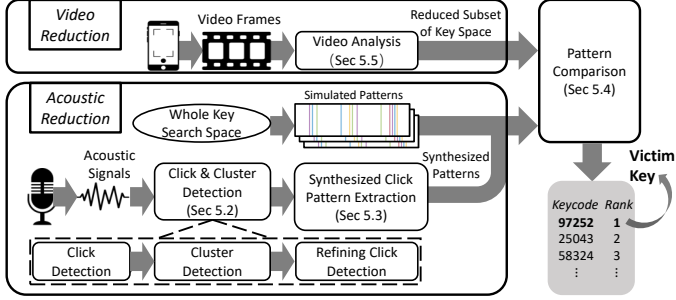 Video
Reduction
Video Frames
Video Analysis
(Sec 5.5)
Reduced Subset
of Key Space
Pattern
Comparison
(Sec 5.4)
Acoustic
Reduction
Whole Key
Search Space
Simulated Patterns
Acoustic
Signals
Click & Cluster
Detection
(Sec 5.2)
Synthesized Click
Pattern Extraction
(Sec 5.3)
Synthesized
Patterns
Click
Detection
Cluster
Detection
Refining Click
Detection
Victim
Key
Keycode Rank
97252 1
25043 2
58324 3
⋮ ⋮